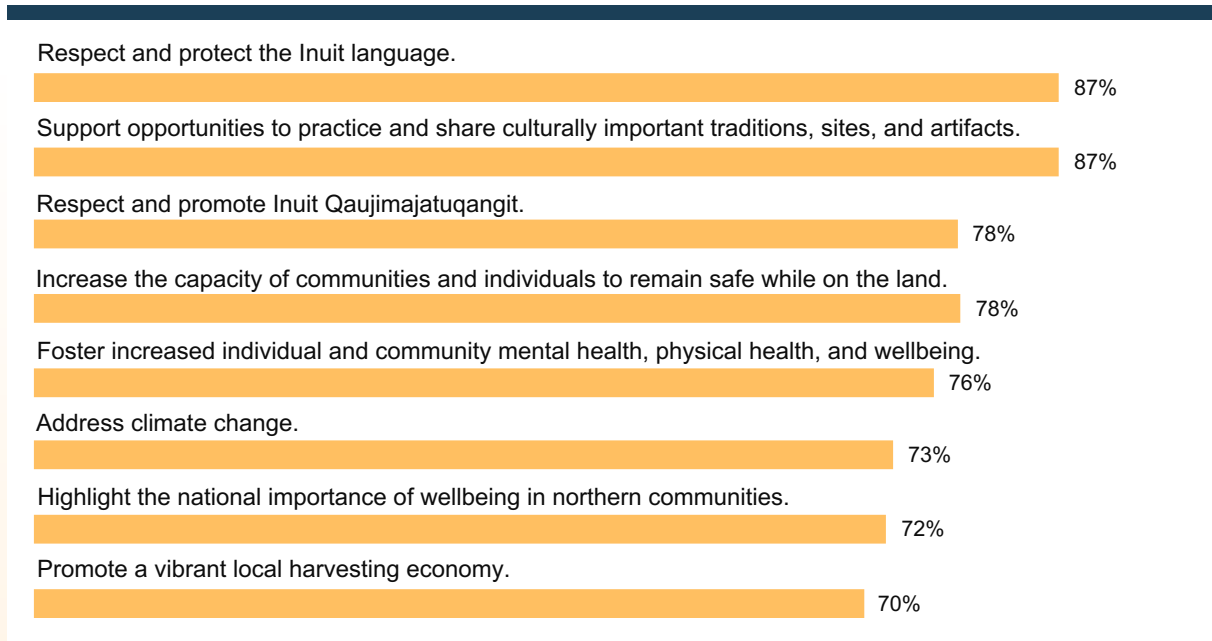 Respect and protect the Inuit language.
87%
Support opportunities to practice and share culturally important traditions, sites, and artifacts.
87%
Respect and promote Inuit Qaujimajatuqangit.
78%
Increase the capacity of communities and individuals to remain safe while on the land.
78%
Foster increased individual and community mental health, physical health, and wellbeing.
76%
Address climate change.
73%
Highlight the national importance of wellbeing in northern communities.
72%
Promote a vibrant local harvesting economy.
70%